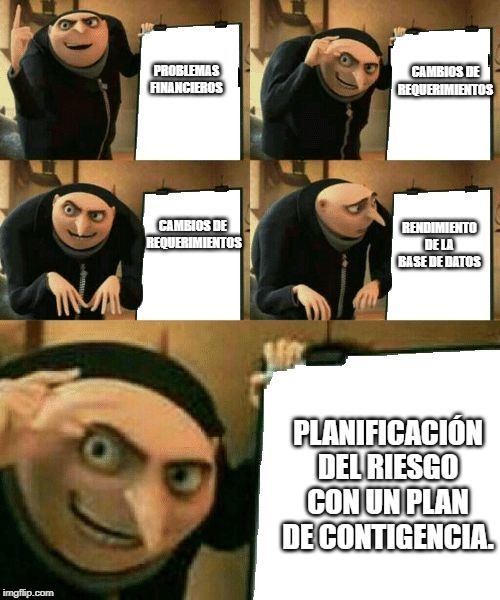 PROBLEMAS
FINANCIEROS
CAMBIOS DE
REQUERIMIENTOS
CAMBIOS DE
REQUERIMIENTOS
RENDIMIENTO
DE LA
BASE DE DATOS
PLANIFICACIÓN
DEL RIESGO
CON UN PLAN
DE CONTIGENCIA.
imgflip.com